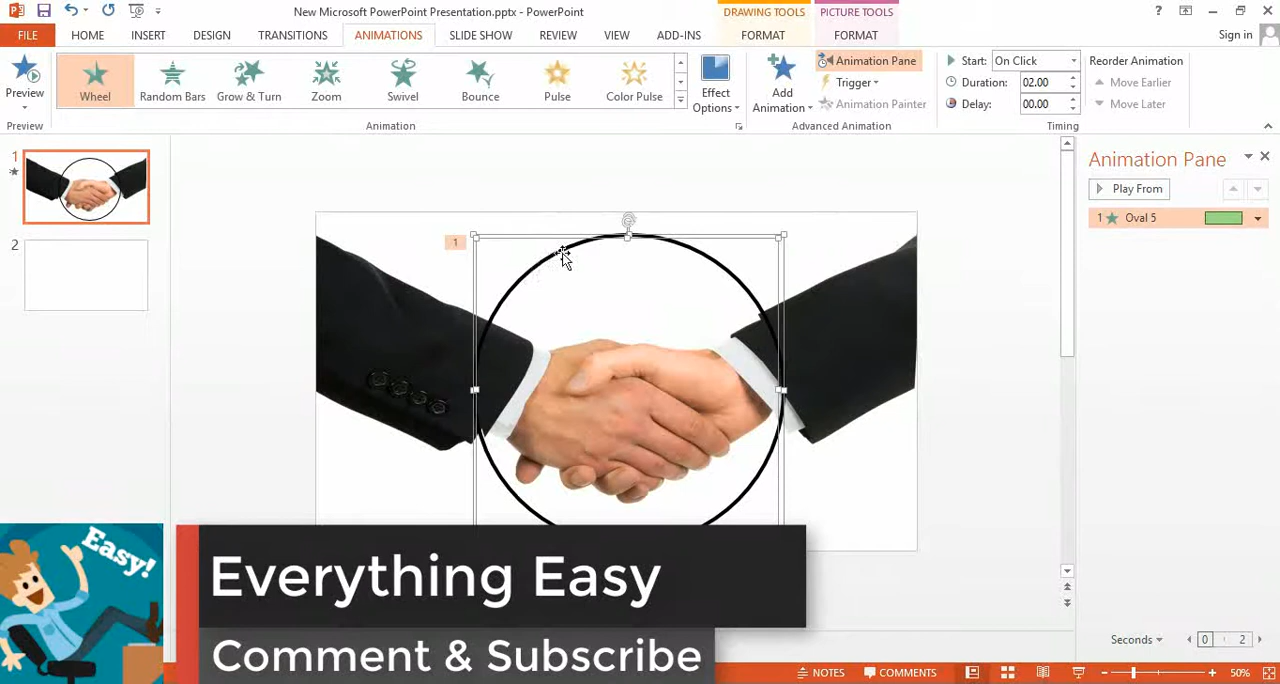 New Microsoft PowerPoint Presentation.pptx - PowerPoint
DRAWING TOOLS
PICTURE TOOLS
?
FILE
HOME
INSERT
DESIGN
TRANSITIONS
ANIMATIONS
SLIDE SHOW
REVIEW
VIEW
ADD-INS
FORMAT
FORMAT
Sign in
Preview
Wheel
Random Bars
Grow & Turn
Zoom
Swivel
Bounce
Pulse
Color Pulse
Effect
Options
Add
Animation
Animation Pane
Trigger
Animation Painter
Start: On Click
Duration: 02.00
Delay: 00.00
Reorder Animation
Move Earlier
Move Later
Preview
Animation
Advanced Animation
Timing
1
2
1
Animation Pane
Play From
1 Oval 5
Easy!
Everything Easy
Comment & Subscribe
Seconds
0
2
NOTES
COMMENTS
50%